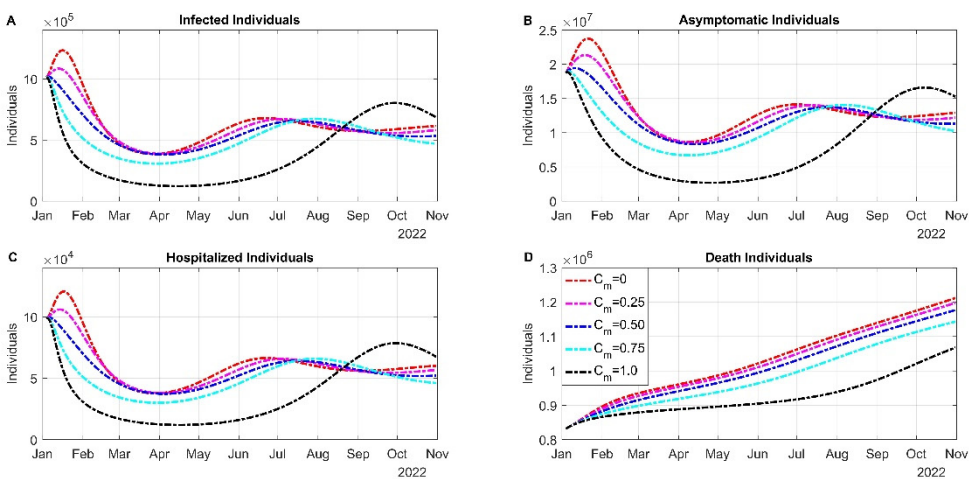 A
Infected Individuals
×10^5
10
5
0
Individuals
Jan Feb Mar Apr May Jun Jul Aug Sep Oct Nov
2022
B
Asymptomatic Individuals
×10^7
2.5
2
1.5
1
0.5
0
Individuals
Jan Feb Mar Apr May Jun Jul Aug Sep Oct Nov
2022
C
Hospitalized Individuals
×10^4
10
5
0
Individuals
Jan Feb Mar Apr May Jun Jul Aug Sep Oct Nov
2022
D
Death Individuals
×10^6
1.3
1.2
1.1
1
0.9
0.8
Individuals
C_m=0
C_m=0.25
C_m=0.50
C_m=0.75
C_m=1.0
Jan Feb Mar Apr May Jun Jul Aug Sep Oct Nov
2022